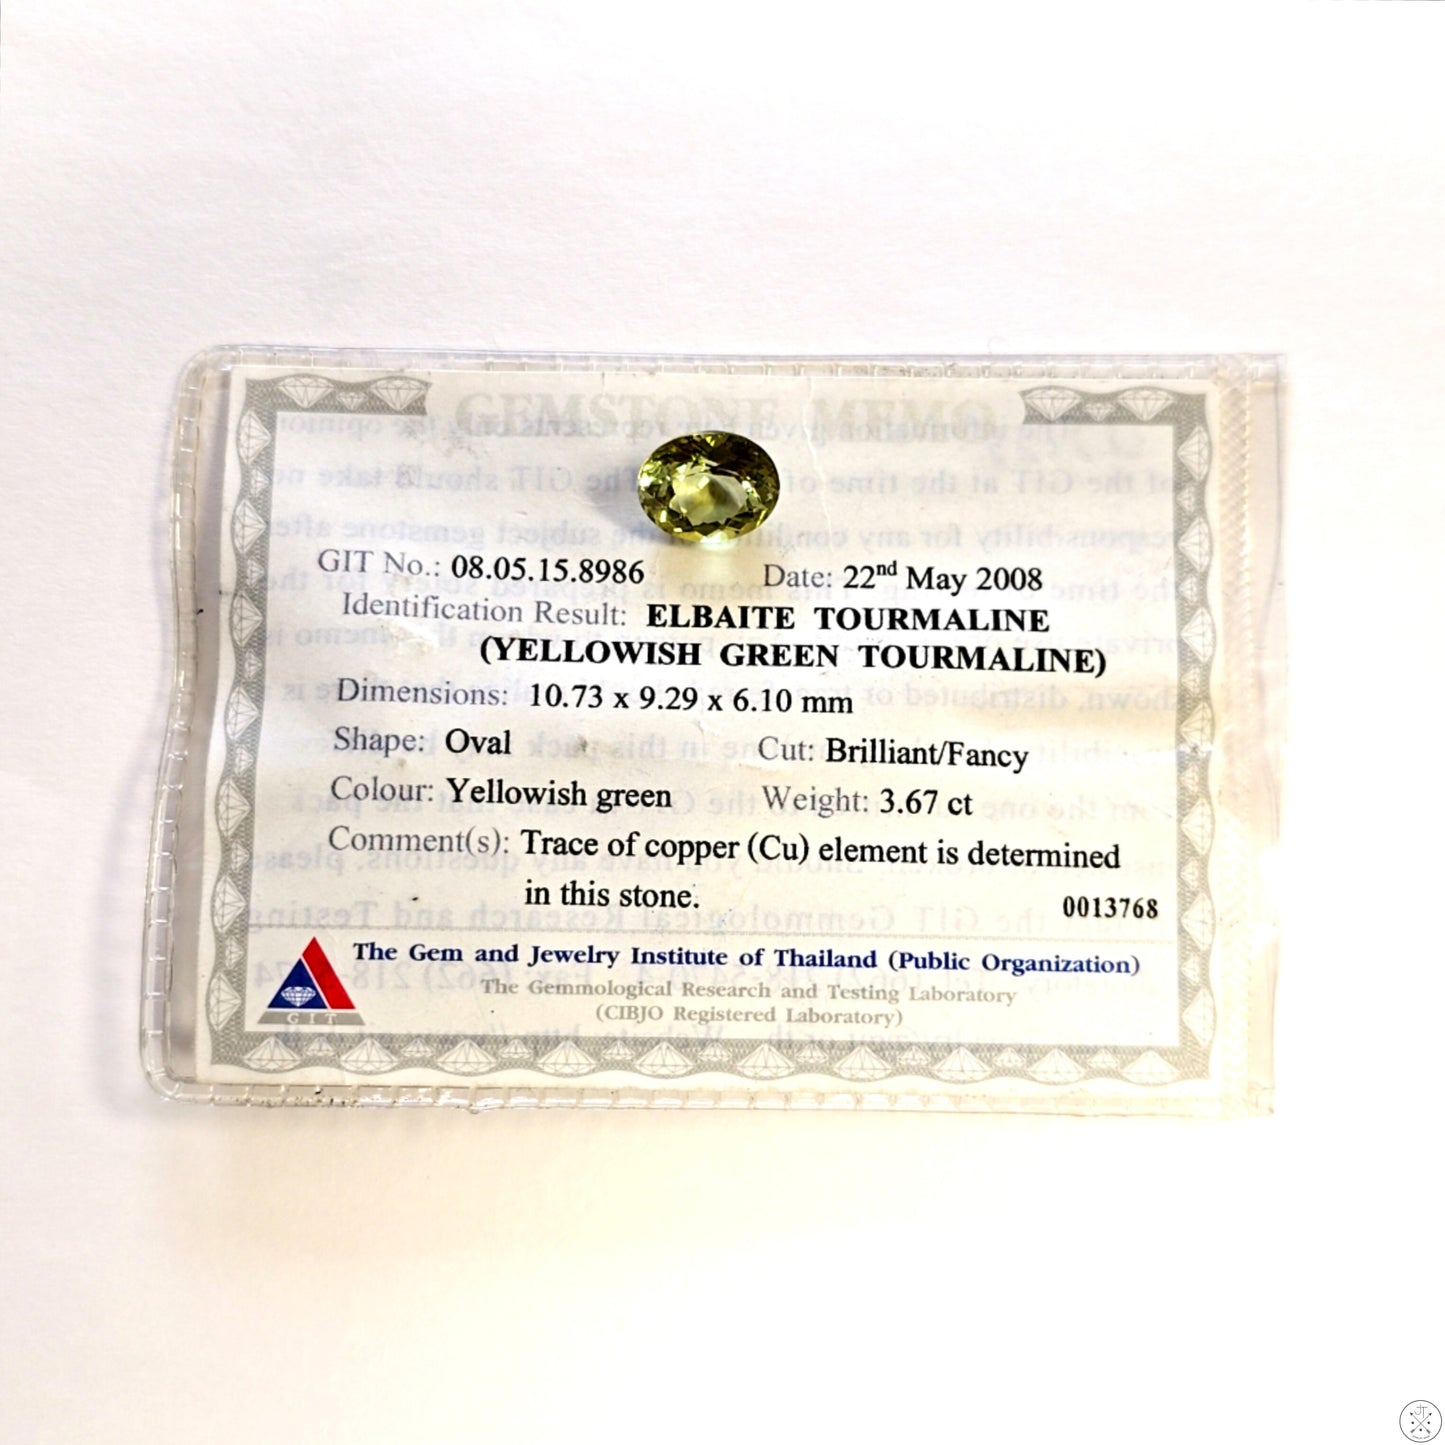 GEMSTONE MEMO
GIT No.: 08.05.15.8986 Date: 22nd May 2008
Identification Result: ELBAITE TOURMALINE
(YELLOWISH GREEN TOURMALINE)
Dimensions: 10.73 x 9.29 x 6.10 mm
Shape: Oval Cut: Brilliant/Fancy
Colour: Yellowish green Weight: 3.67 ct
Comment(s): Trace of copper (Cu) element is determined
in this stone. 0013768
The Gem and Jewelry Institute of Thailand (Public Organization)
The Gemmological Research and Testing Laboratory
(CIBJO Registered Laboratory)
GIT